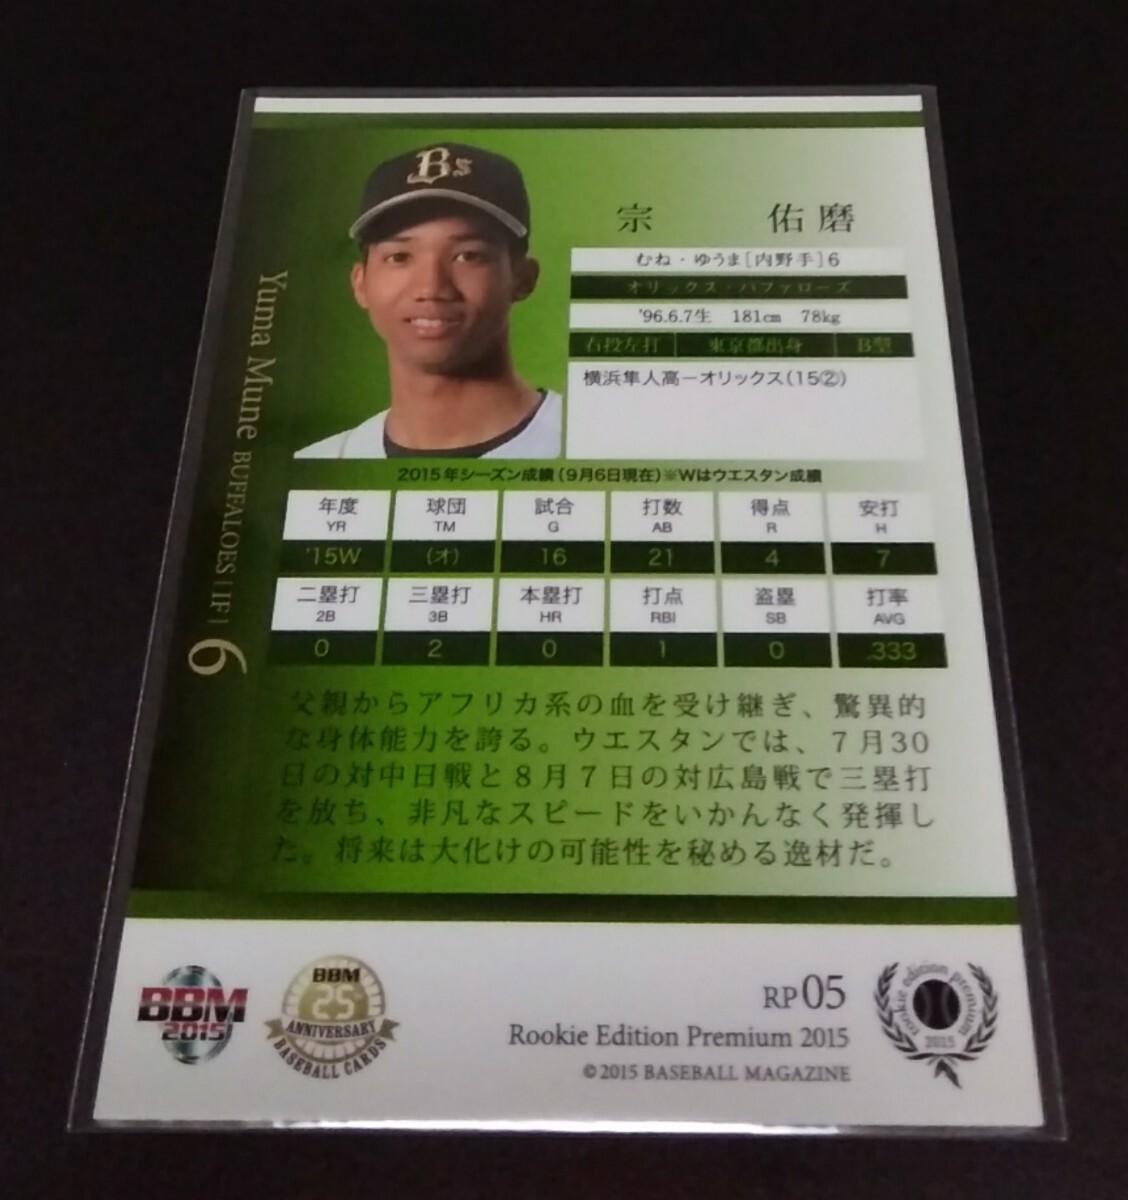 Bs
宗 佑磨
むね・ゆうま[内野手]6
オリックス・バファローズ
'96.6.7生 181㎝ 78kg
右投左打 東京都出身 B型
横浜隼人高ーオリックス(15②)
Yuma Mune BUFFALOES [IF] 6
2015年シーズン成績(9月6日現在)※Wはウエスタン成績
年度 球団 試合 打数 得点 安打
YR TM G AB R H
'15W (オ) 16 21 4 7
二塁打 三塁打 本塁打 打点 盗塁 打率
2B 3B HR RBI SB AVG
0 2 0 1 0 .333
父親からアフリカ系の血を受け継ぎ、驚異的
な身体能力を誇る。ウエスタンでは、7月30
日の対中日戦と8月7日の対広島戦で三塁打
を放ち、非凡なスピードをいかんなく発揮し
た。将来は大化けの可能性を秘める逸材だ。
BBM
2015
BBM
25
ANNIVERSARY
BASEBALL CARDS
RP05
Rookie Edition Premium 2015
©2015 BASEBALL MAGAZINE
rookie edition premium
2015